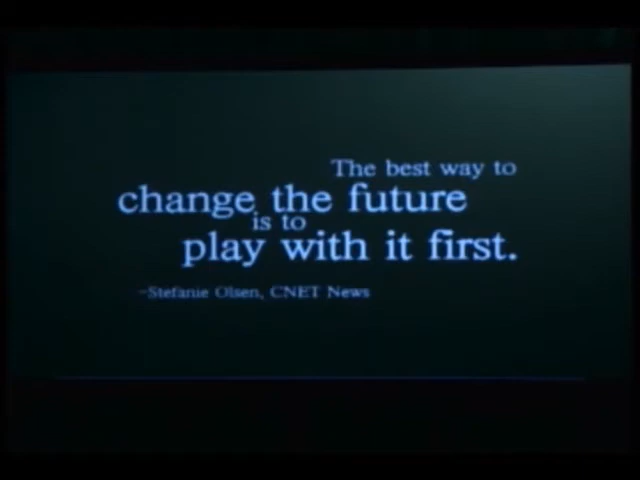 The best way to
change the future
is to
play with it first.
–Stefanie Olsen, CNET News